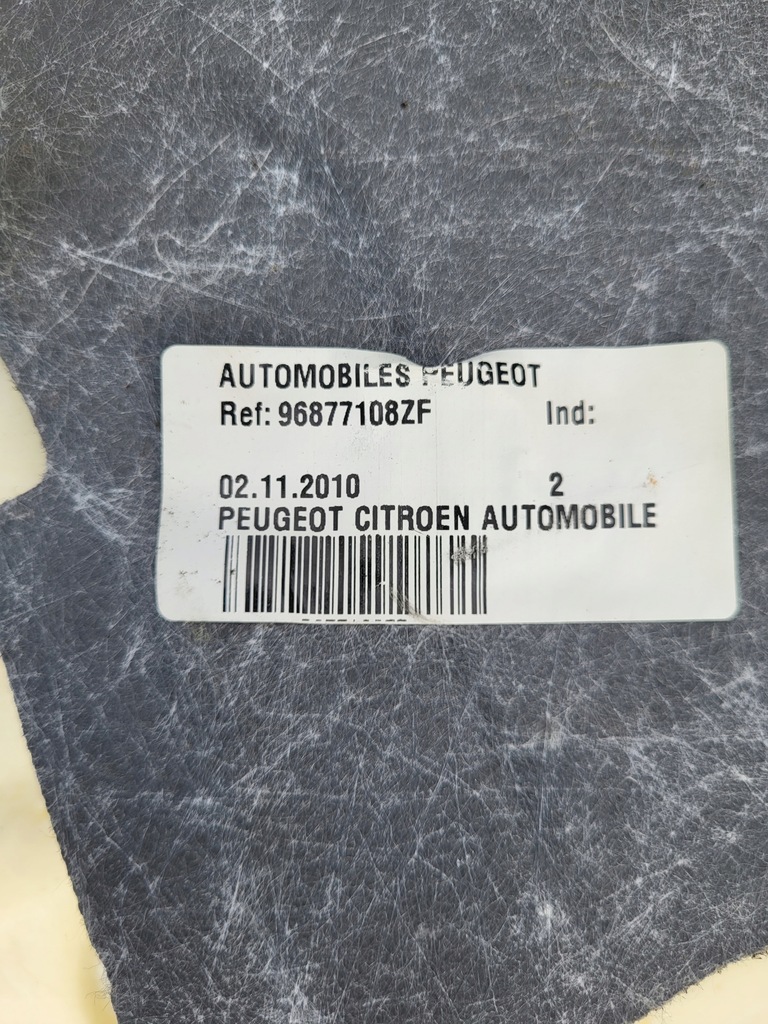 AUTOMOBILES PEUGEOT
Ref: 96877108ZF Ind:
02.11.2010 2
PEUGEOT CITROEN AUTOMOBILE